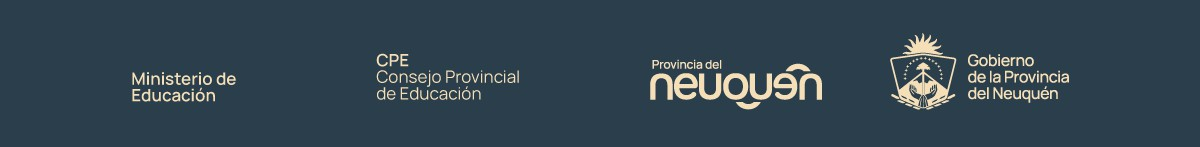 Ministerio de
Educación
CPE
Consejo Provincial
de Educación
Provincia del
neuquén
Gobierno
de la Provincia
del Neuquén